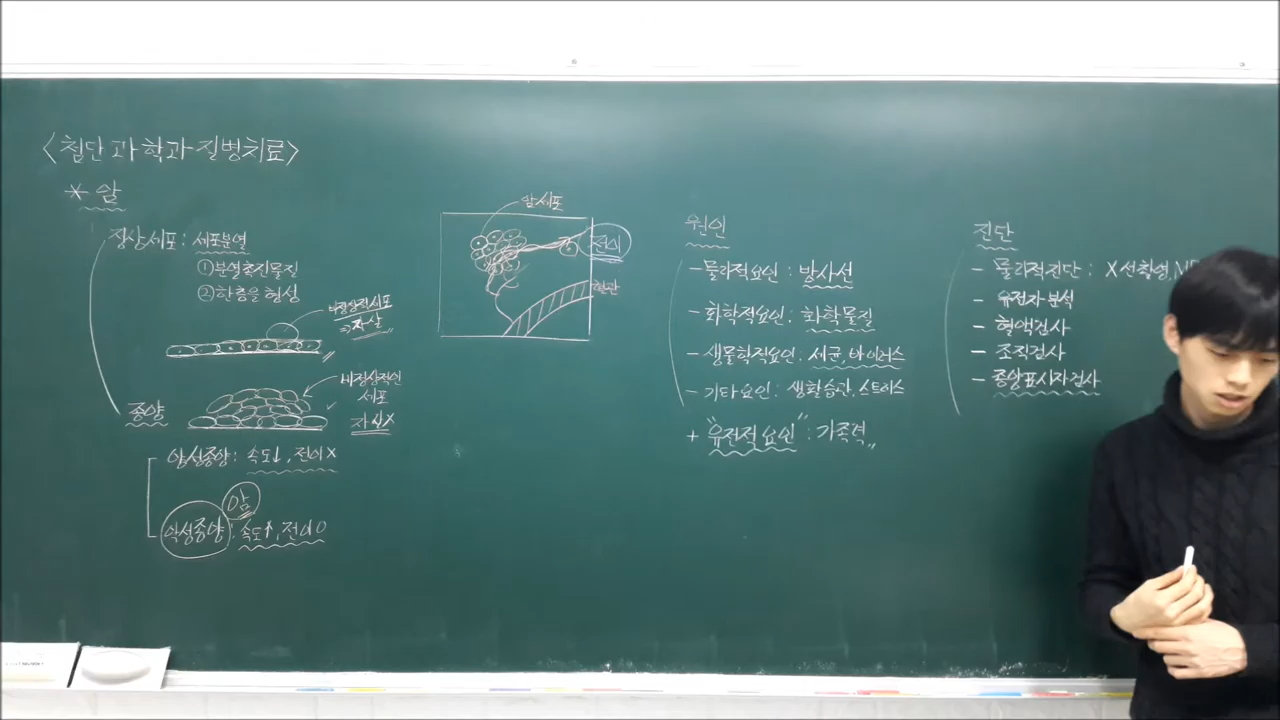 <첨단과학과 질병치료>
* 암
정상세포: 세포분열
①분열촉진물질
②한층을 형성
비정상적세포
⇒자살
종양
비정상적인
세포
자살X
양성종양: 속도↓, 전이X
암
악성종양: 속도↑, 전이O
암세포
전이
혈관
원인
- 물리적요인: 방사선
- 화학적요인: 화학물질
- 생물학적요인: 세균, 바이러스
- 기타요인: 생활습관, 스트레스
+ "유전적 요인": 가족력
진단
- 물리적진단: X선촬영,
- 유전자 분석
- 혈액검사
- 조직검사
- 종양표지자검사